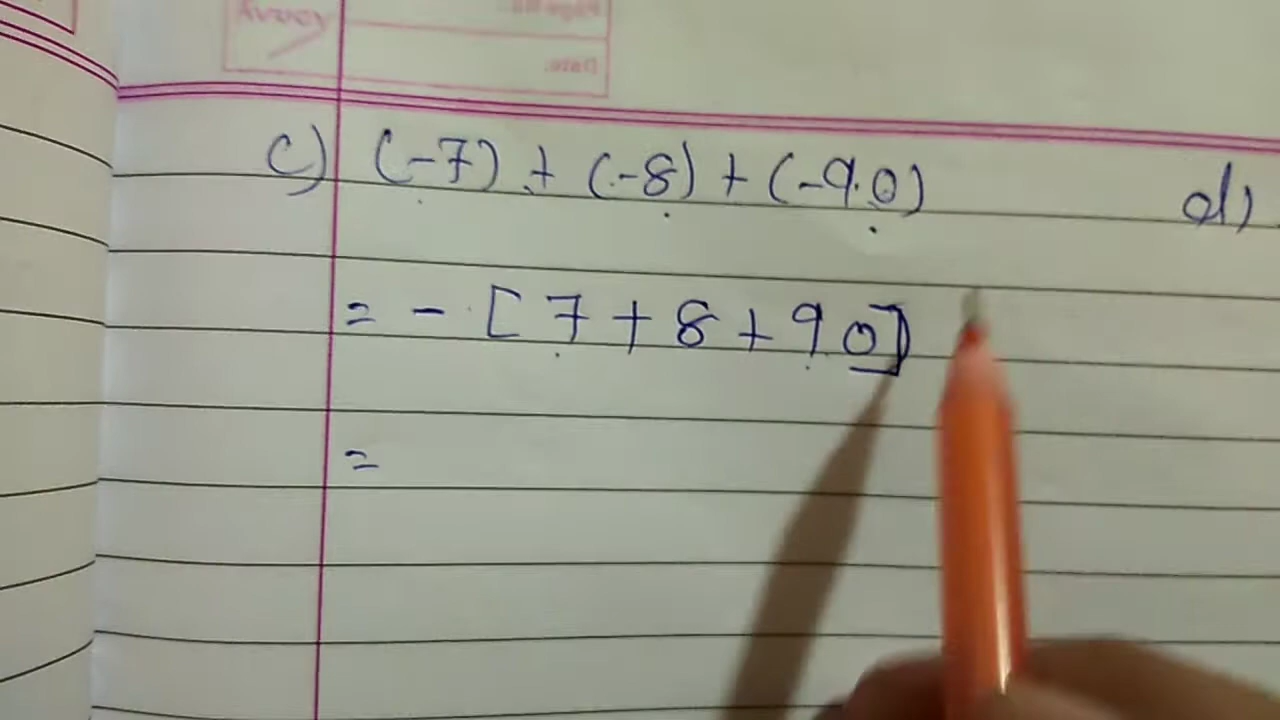 c) (-7) + (-8) + (-90) d)
= - [7+8+90]
=